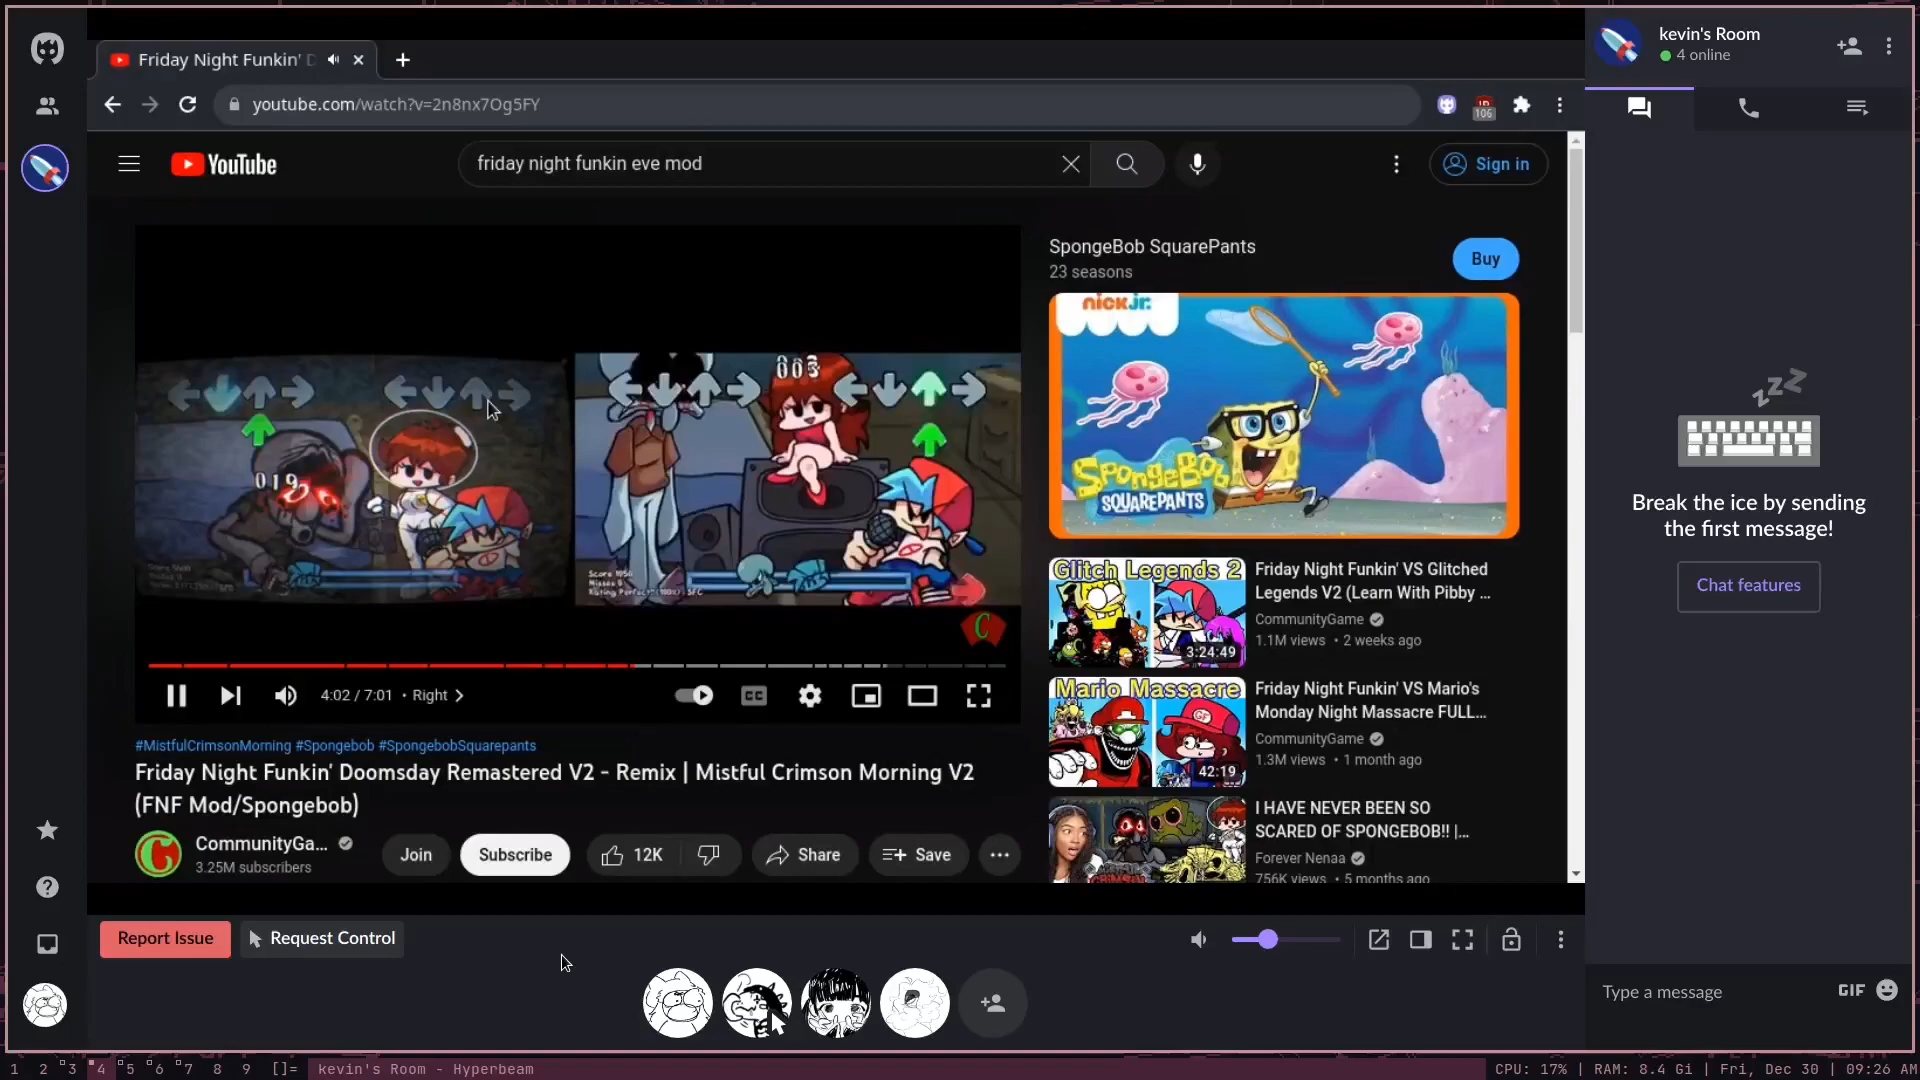 Friday Night Funkin' D
kevin's Room
4 online
youtube.com/watch?v=2n8nx7Og5FY
106
YouTube
friday night funkin eve mod
Sign in
SpongeBob SquarePants
23 seasons
Buy
nick jr.
003
019
SPONGEBOB
SQUAREPANTS
Score 1050
C
4:02 / 7:01 • Right
CC
#MistfulCrimsonMorning #Spongebob #SpongebobSquarepants
Friday Night Funkin' Doomsday Remastered V2 - Remix | Mistful Crimson Morning V2
(FNF Mod/Spongebob)
CommunityGa...
3.25M subscribers
Join
Subscribe
12K
Share
Save
Glitch Legends 2
3:24:49
Friday Night Funkin' VS Glitched
Legends V2 (Learn With Pibby ...
CommunityGame
1.1M views • 2 weeks ago
Mario Massacre
GF
42:19
Friday Night Funkin' VS Mario's
Monday Night Massacre FULL...
CommunityGame
1.3M views • 1 month ago
I HAVE NEVER BEEN SO
SCARED OF SPONGEBOB!! |...
Forever Nenaa
756K views • 5 months ago
zzz
Break the ice by sending
the first message!
Chat features
Report Issue
Request Control
Type a message
GIF
1 2 3 4 5 6 7 8 9 []= kevin's Room - Hyperbeam
CPU: 17% | RAM: 8.4 Gi | Fri, Dec 30 | 09:26 AM